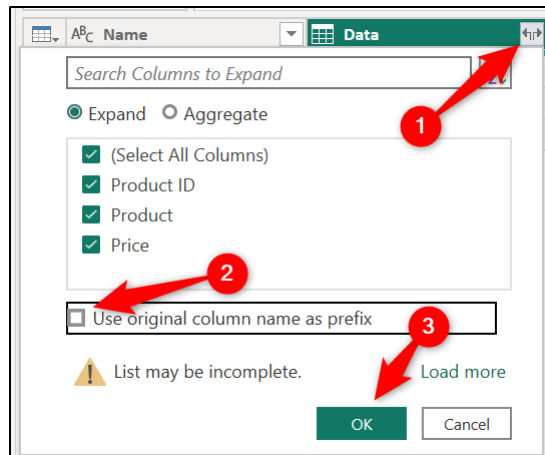 ABC Name Data
Search Columns to Expand
1
Expand Aggregate
(Select All Columns)
Product ID
Product
Price
2
Use original column name as prefix
3
List may be incomplete. Load more
OK Cancel